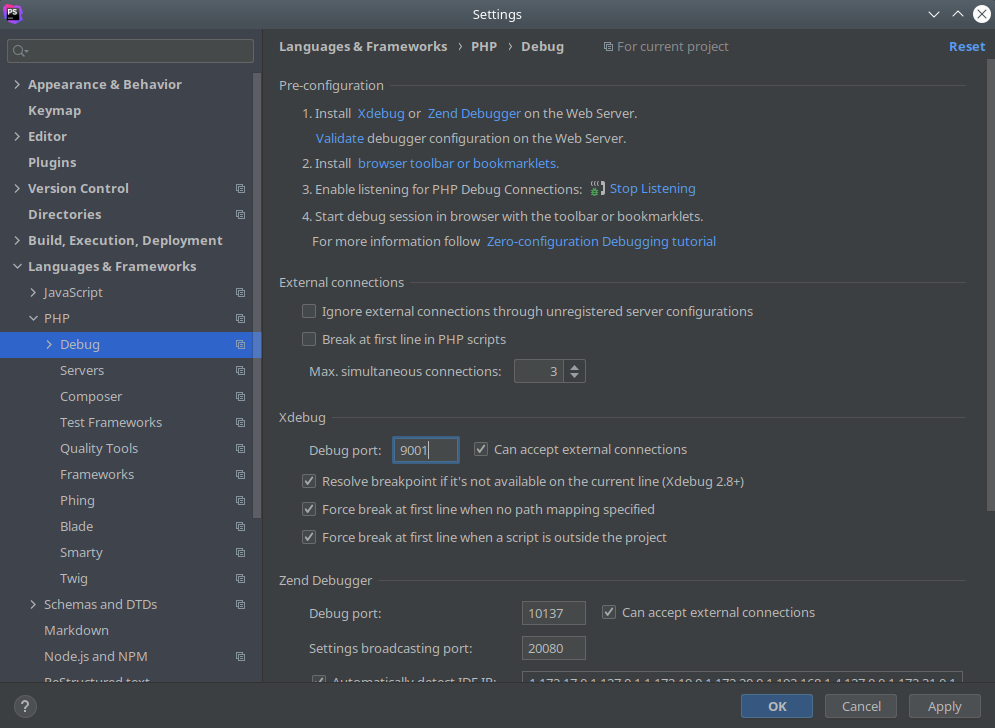 PS
Settings
Appearance & Behavior
Keymap
Editor
Plugins
Version Control
Directories
Build, Execution, Deployment
Languages & Frameworks
JavaScript
PHP
Debug
Servers
Composer
Test Frameworks
Quality Tools
Frameworks
Phing
Blade
Smarty
Twig
Schemas and DTDs
Markdown
Node.js and NPM
ReStructured text
Languages & Frameworks › PHP › Debug For current project Reset
Pre-configuration
1. Install Xdebug or Zend Debugger on the Web Server.
Validate debugger configuration on the Web Server.
2. Install browser toolbar or bookmarklets.
3. Enable listening for PHP Debug Connections: Stop Listening
4. Start debug session in browser with the toolbar or bookmarklets.
For more information follow Zero-configuration Debugging tutorial
External connections
Ignore external connections through unregistered server configurations
Break at first line in PHP scripts
Max. simultaneous connections: 3
Xdebug
Debug port: 9001 Can accept external connections
Resolve breakpoint if it's not available on the current line (Xdebug 2.8+)
Force break at first line when no path mapping specified
Force break at first line when a script is outside the project
Zend Debugger
Debug port: 10137 Can accept external connections
Settings broadcasting port: 20080
Automatically detect IDE IP:
? OK Cancel Apply